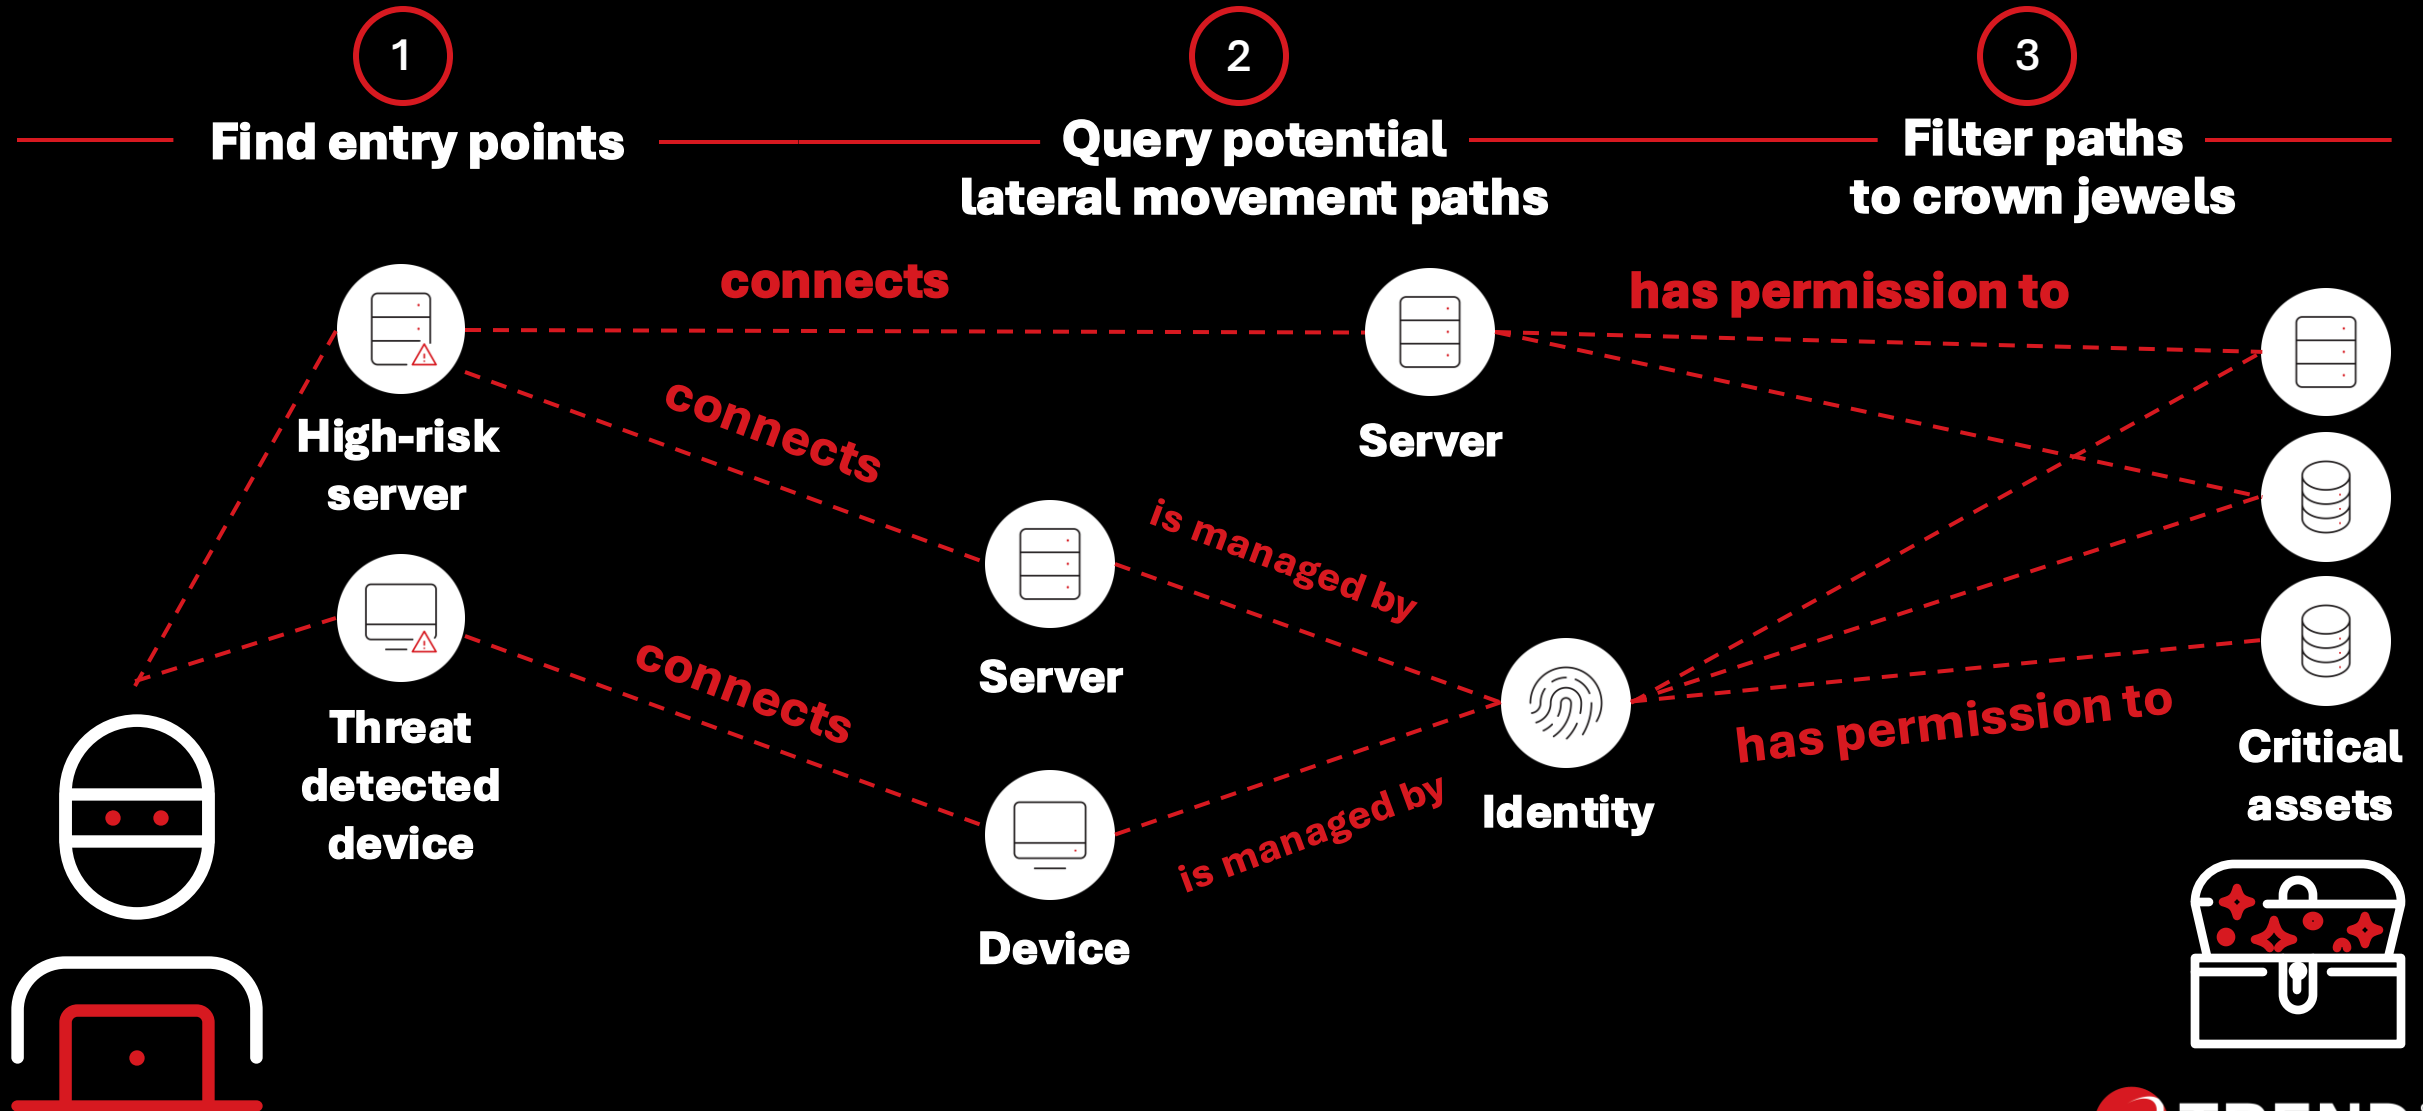 1
Find entry points
2
Query potential
lateral movement paths
3
Filter paths
to crown jewels
connects
has permission to
High-risk
server
connects
Server
is managed by
Server
Threat
detected
device
connects
Identity
is managed by
Device
has permission to
Critical
assets